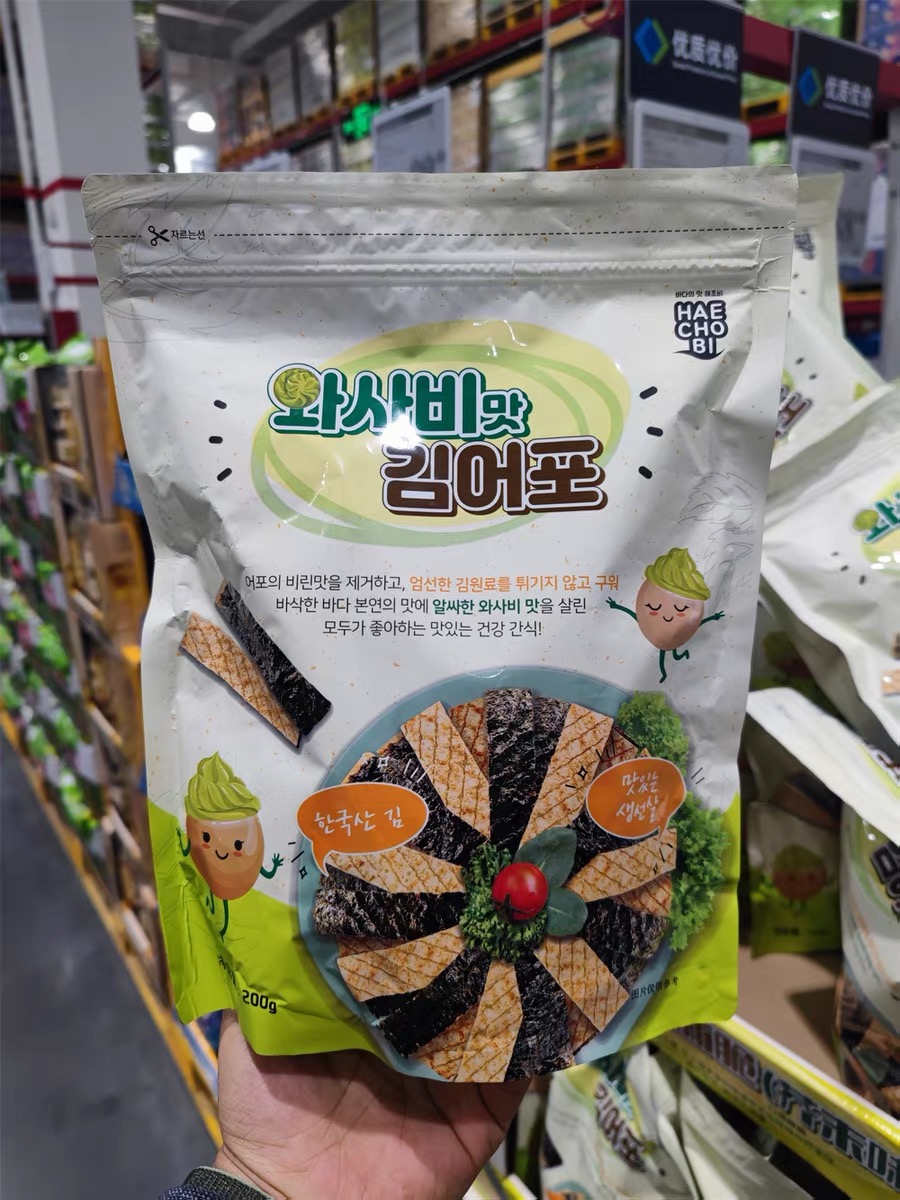 优质优价
优质优价
자르는선
바다의 맛 해초비
HAE
CHO
BI
와사비맛
김어포
어포의 비린맛을 제거하고, 엄선한 김원료를 튀기지 않고 구워
바삭한 바다 본연의 맛에 알싸한 와사비 맛을 살린
모두가 좋아하는 맛있는 건강 간식!
한국산 김
맛있는
생선살
200g
图片仅供参考